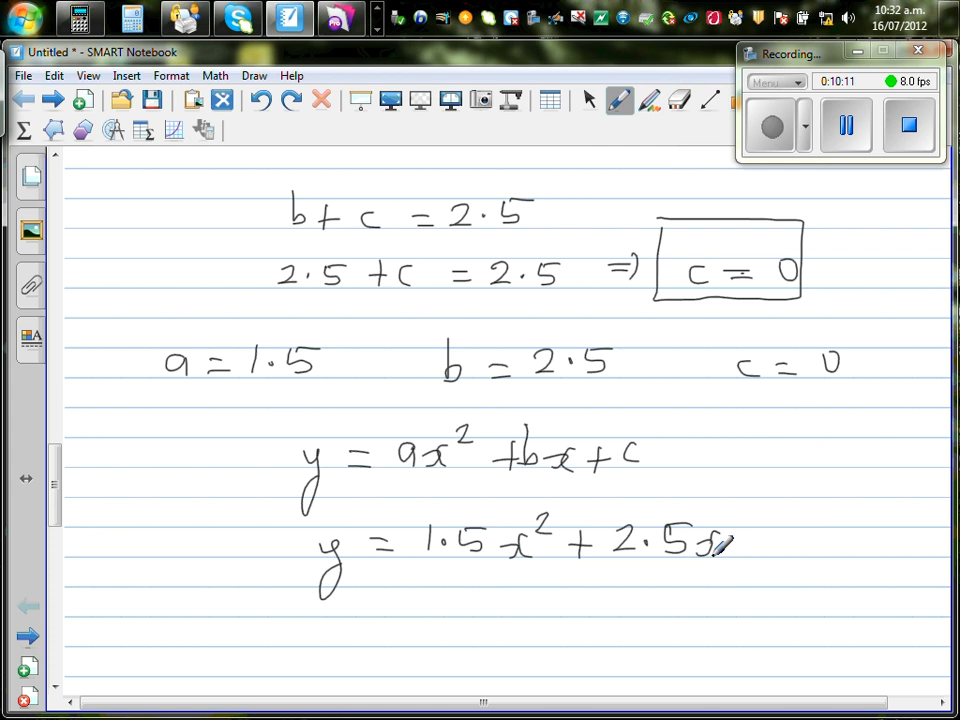 10:32 a.m.
16/07/2012
Untitled * - SMART Notebook
Recording...
File Edit View Insert Format Math Draw Help
Menu 0:10:11 8.0 fps
b + c = 2.5
2.5 + c = 2.5 ⇒ c = 0
a = 1.5 b = 2.5 c = 0
y = ax² + bx + c
y = 1.5x² + 2.5x